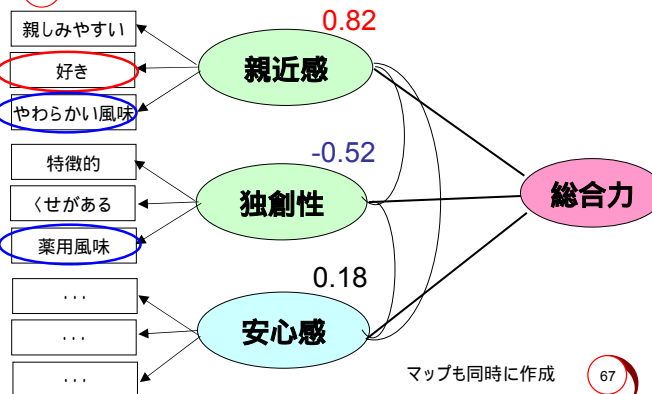 0.82
親しみやすい
好き
やわらかい風味
親近感
-0.52
特徴的
くせがある
薬用風味
独創性
総合力
0.18
...
...
...
安心感
マップも同時に作成
67